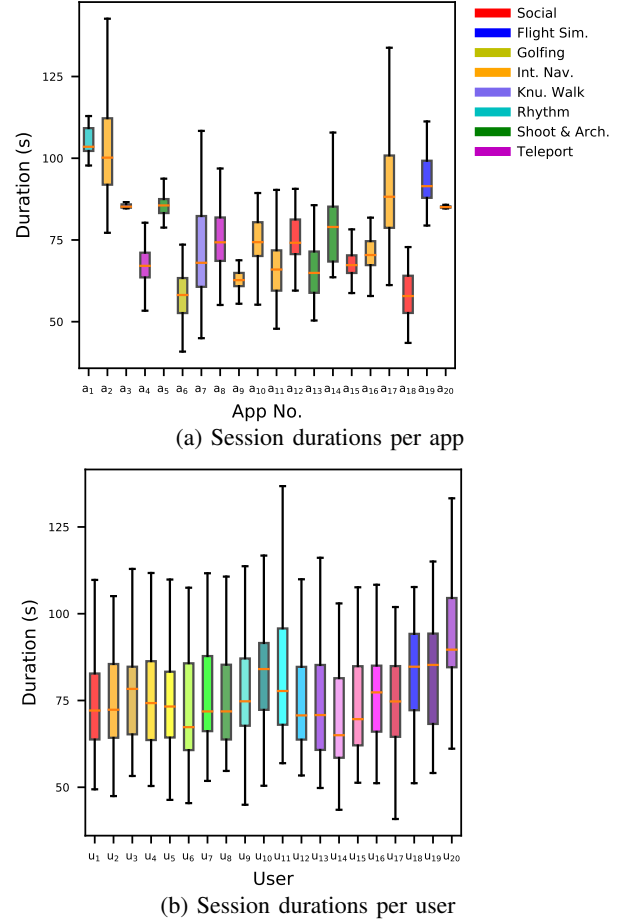 Social
Flight Sim.
Golfing
Int. Nav.
Knu. Walk
Rhythm
Shoot & Arch.
Teleport
125
100
75
50
Duration (s)
a1 a2 a3 a4 a5 a6 a7 a8 a9 a10 a11 a12 a13 a14 a15 a16 a17 a18 a19 a20
App No.
(a) Session durations per app
125
100
75
50
Duration (s)
u1 u2 u3 u4 u5 u6 u7 u8 u9 u10 u11 u12 u13 u14 u15 u16 u17 u18 u19 u20
User
(b) Session durations per user